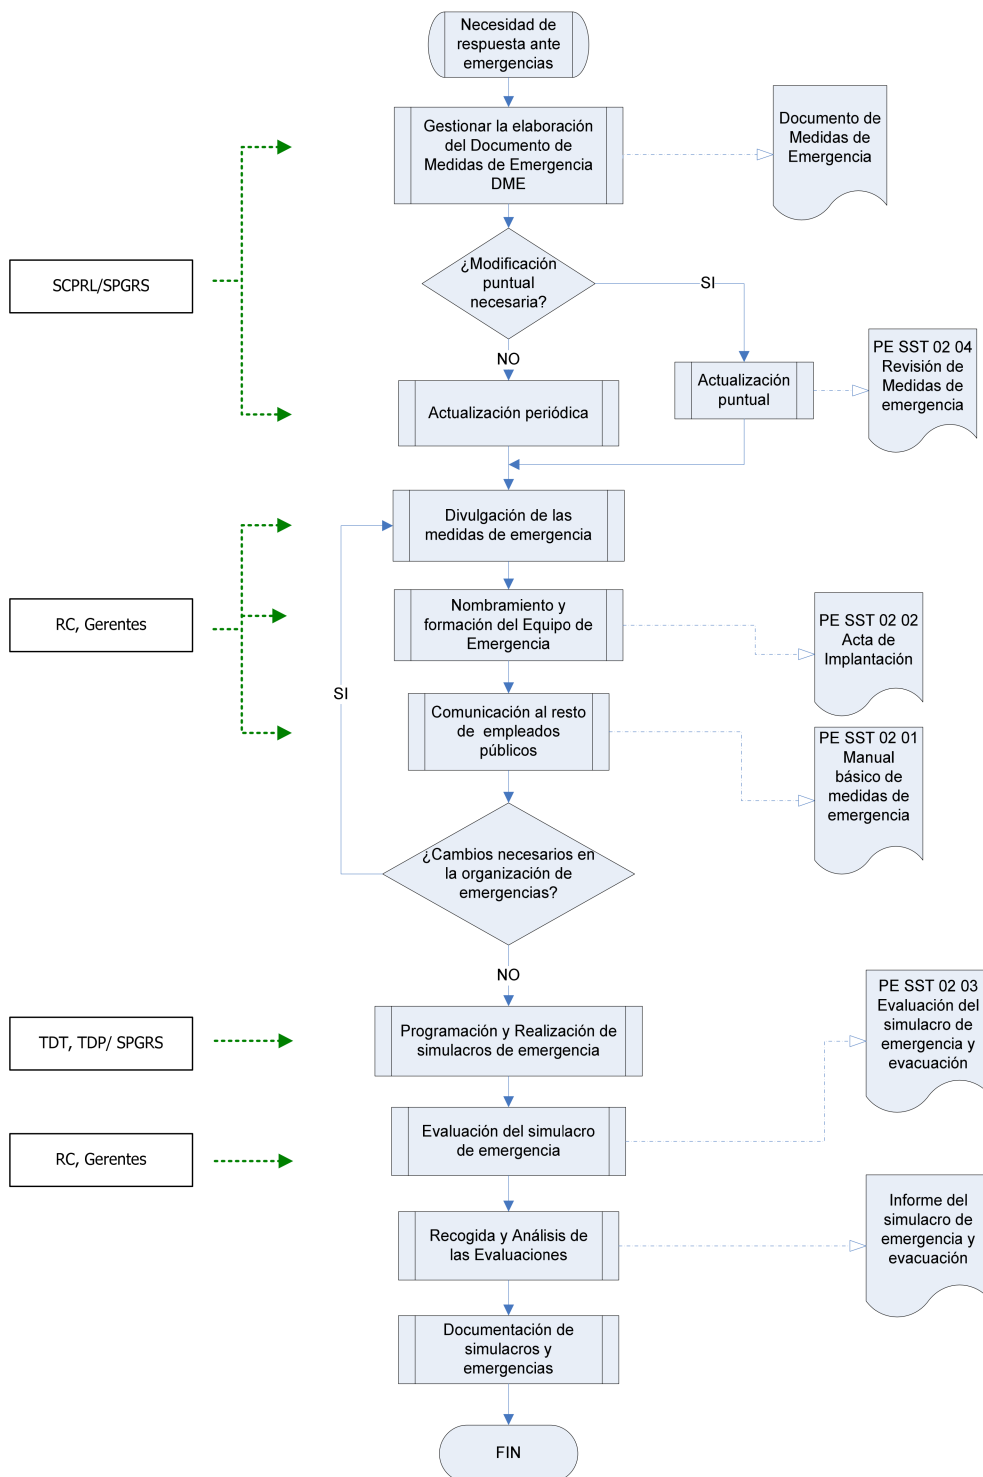 Necesidad de
respuesta ante
emergencias
Gestionar la elaboración
del Documento de
Medidas de Emergencia
DME
Documento de
Medidas de
Emergencia
SCPRL/SPGRS
¿Modificación
puntual
necesaria?
SI
NO
Actualización periódica
Actualización
puntual
PE SST 02 04
Revisión de
Medidas de
emergencia
Divulgación de las
medidas de emergencia
RC, Gerentes
Nombramiento y
formación del Equipo de
Emergencia
PE SST 02 02
Acta de
Implantación
SI
Comunicación al resto
de empleados
públicos
PE SST 02 01
Manual
básico de
medidas de
emergencia
¿Cambios necesarios en
la organización de
emergencias?
NO
TDT, TDP/ SPGRS
Programación y Realización de
simulacros de emergencia
PE SST 02 03
Evaluación del
simulacro de
emergencia y
evacuación
RC, Gerentes
Evaluación del simulacro
de emergencia
Recogida y Análisis de
las Evaluaciones
Informe del
simulacro de
emergencia y
evacuación
Documentación de
simulacros y
emergencias
FIN